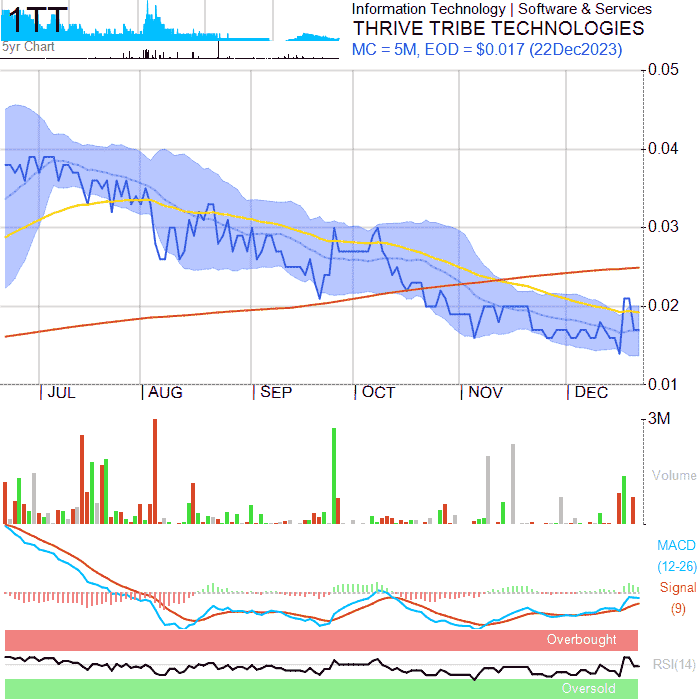 1TT
5yr Chart
Information Technology | Software & Services
THRIVE TRIBE TECHNOLOGIES
MC = 5M, EOD = $0.017 (22Dec2023)
0.05
0.04
0.03
0.02
0.01
| JUL | AUG | SEP | OCT | NOV | DEC
3M
Volume
MACD
(12-26)
Signal
(9)
Overbought
RSI(14)
Oversold